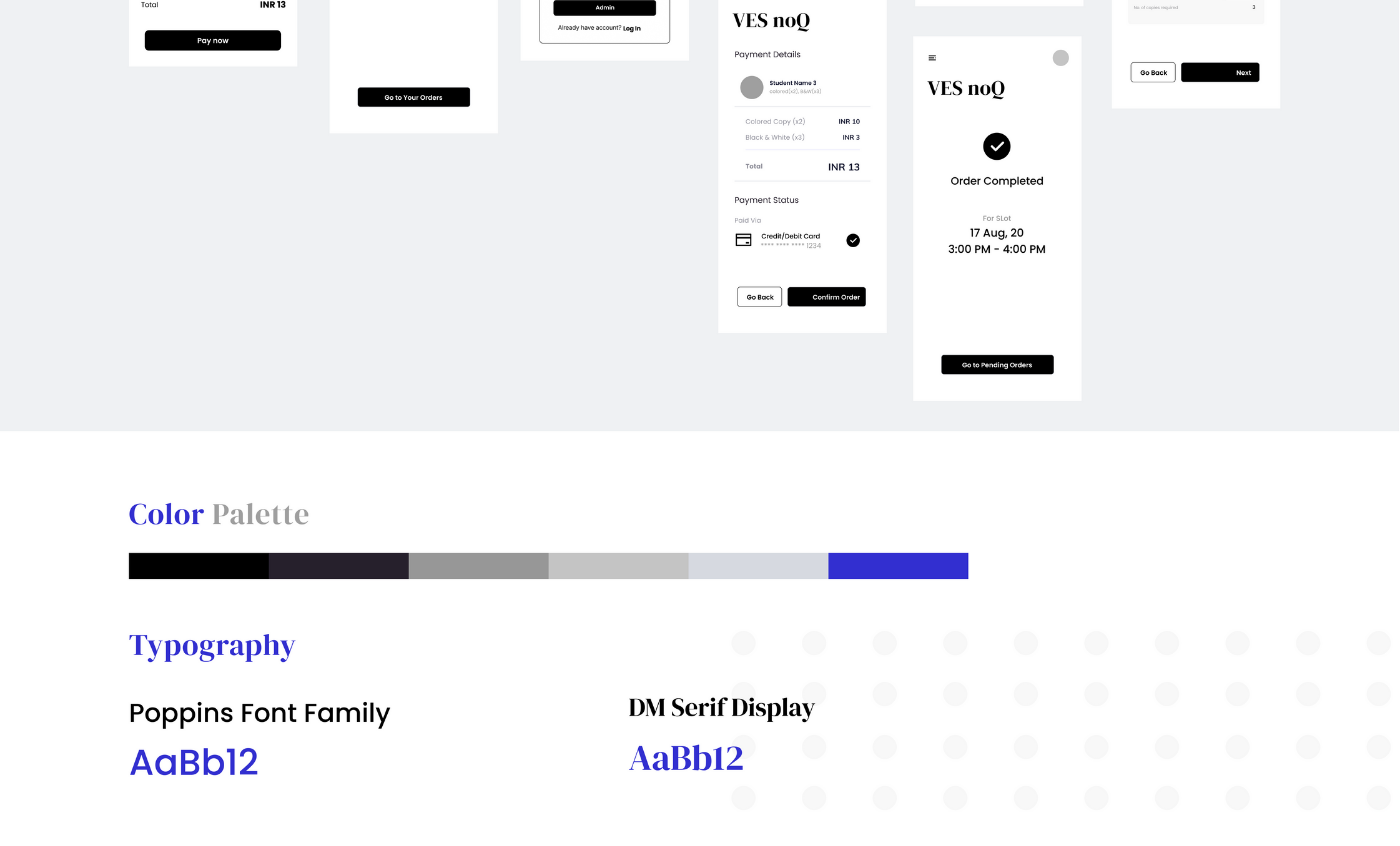 Total INR 13
Pay now
Go to Your Orders
Admin
Already have account? Log In
VES noQ
Payment Details
Student Name 3
colored(x2), B&W(x3)
Colored Copy (x2) INR 10
Black & White (x3) INR 3
Total INR 13
Payment Status
Paid Via
Credit/Debit Card
**** **** **** 1234
Go Back Confirm Order
VES noQ
Order Completed
For SLot
17 Aug, 20
3:00 PM - 4:00 PM
Go to Pending Orders
No of copies required 3
Go Back Next
Color Palette
Typography
Poppins Font Family
AaBb12
DM Serif Display
AaBb12